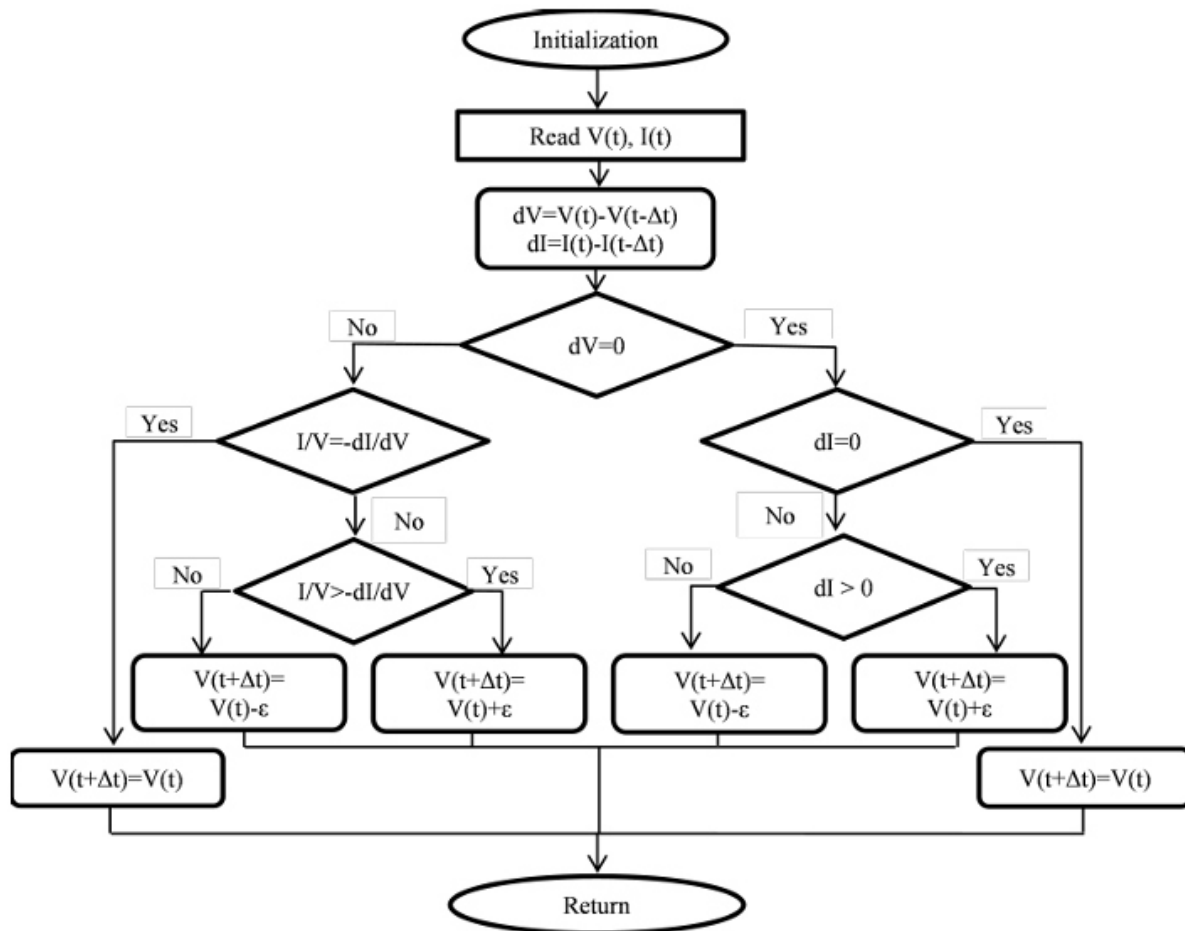 Initialization
Read V(t), I(t)
dV=V(t)-V(t-Δt)
dI=I(t)-I(t-Δt)
No
Yes
dV=0
Yes
I/V=-dI/dV
dI=0
Yes
No
No
No
I/V>-dI/dV
Yes
No
dI > 0
Yes
V(t+Δt)=
V(t)-ε
V(t+Δt)=
V(t)+ε
V(t+Δt)=
V(t)-ε
V(t+Δt)=
V(t)+ε
V(t+Δt)=V(t)
V(t+Δt)=V(t)
Return